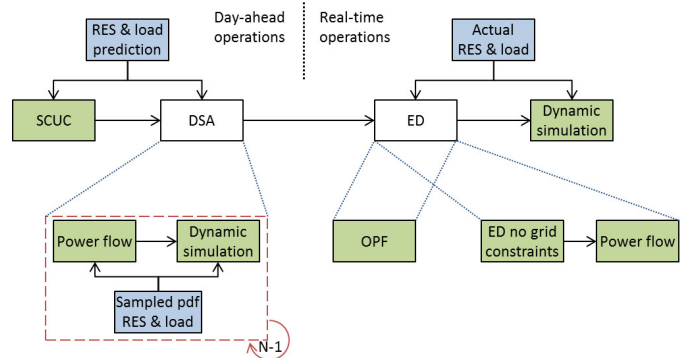 RES & load
prediction
Day-ahead
operations
Real-time
operations
Actual
RES & load
SCUC
DSA
ED
Dynamic
simulation
Power flow
Dynamic
simulation
Sampled pdf
RES & load
N-1
OPF
ED no grid
constraints
Power flow